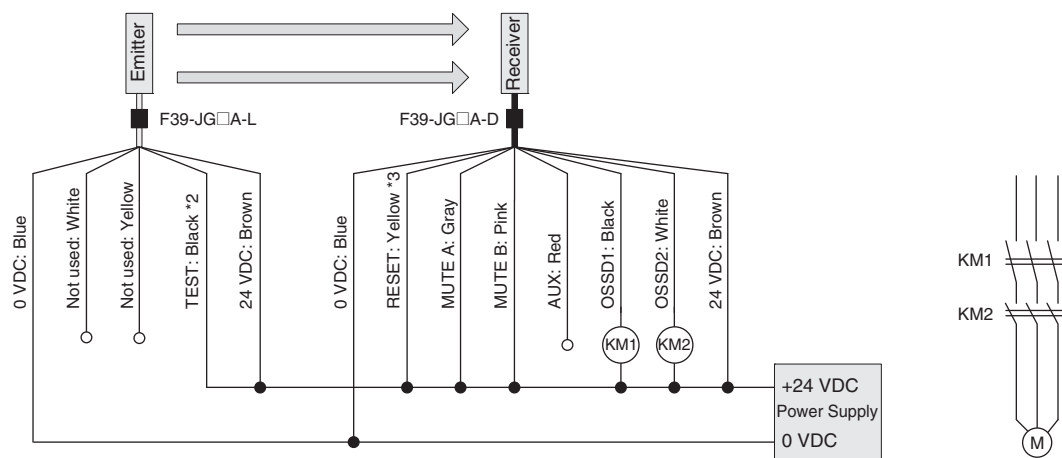 Emitter
Receiver
F39-JG□A-L
F39-JG□A-D
0 VDC: Blue
Not used: White
Not used: Yellow
TEST: Black *2
24 VDC: Brown
0 VDC: Blue
RESET: Yellow *3
MUTE A: Gray
MUTE B: Pink
AUX: Red
OSSD1: Black
OSSD2: White
24 VDC: Brown
KM1
KM2
+24 VDC
Power Supply
0 VDC
KM1
KM2
M